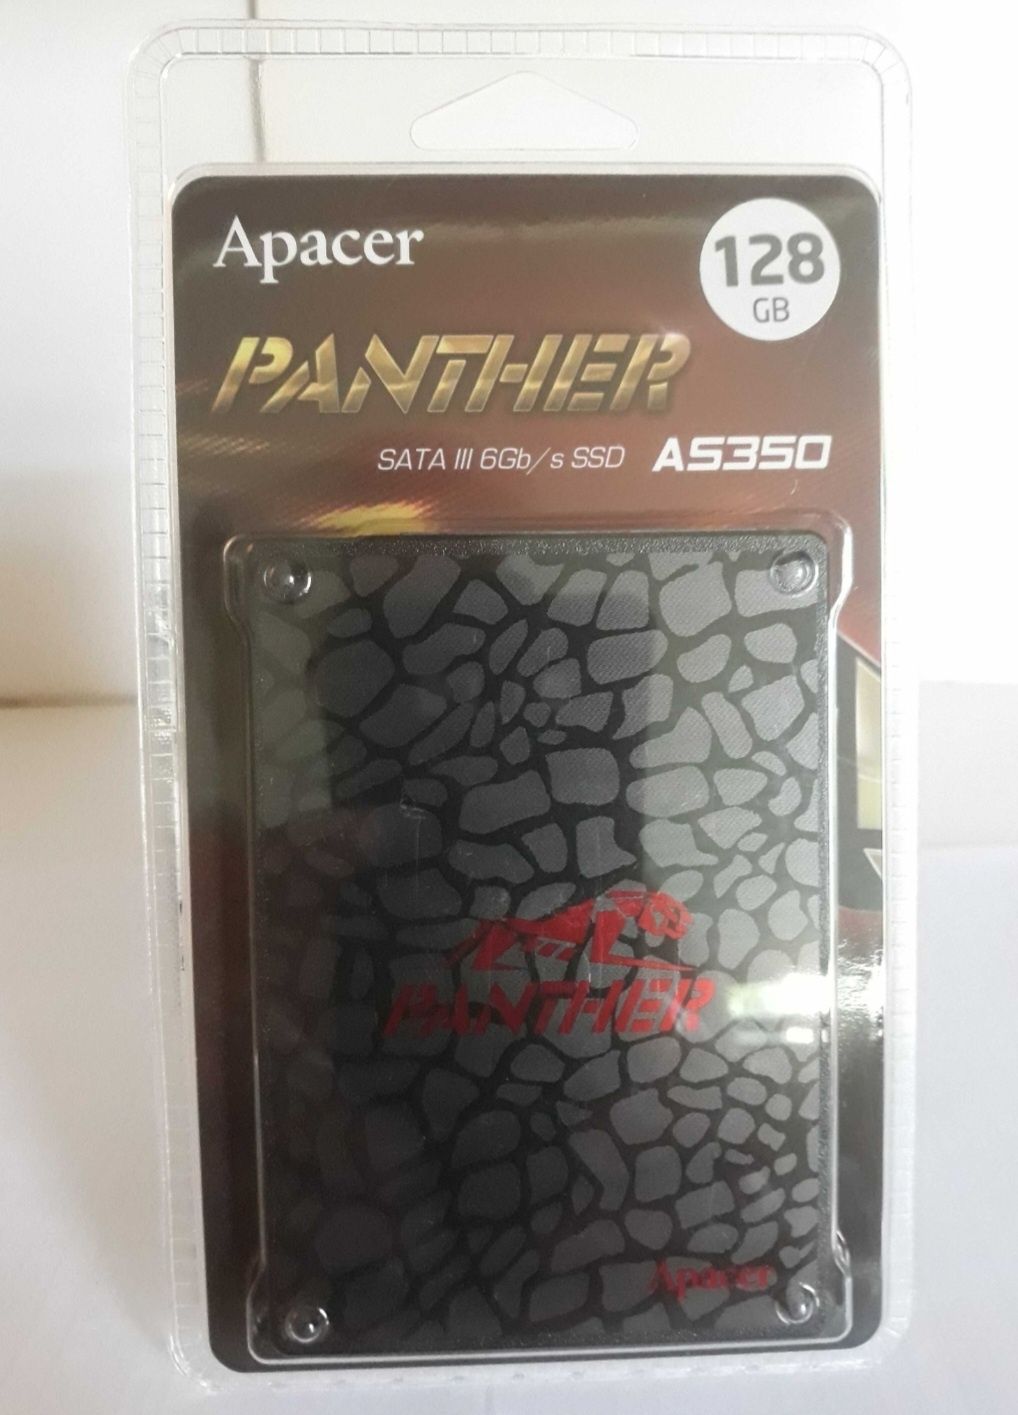 Apacer
128
GB
PANTHER
SATA III 6Gb/s SSD AS350
PANTHER
Apacer